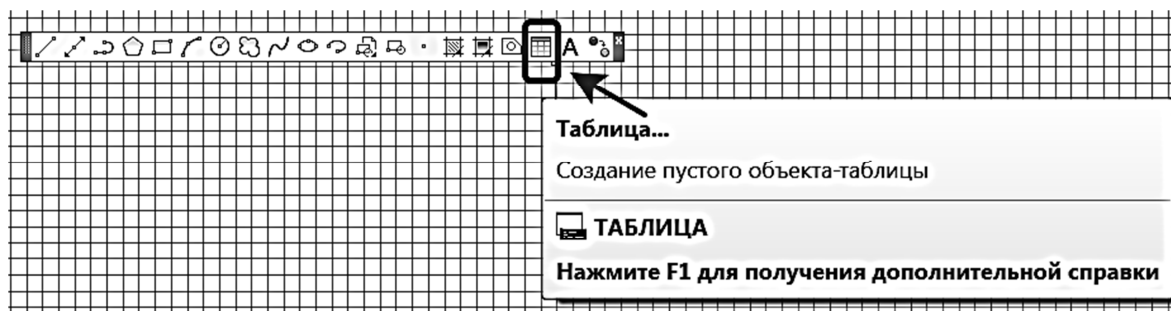 A
Таблица...
Создание пустого объекта-таблицы
ТАБЛИЦА
Нажмите F1 для получения дополнительной справки